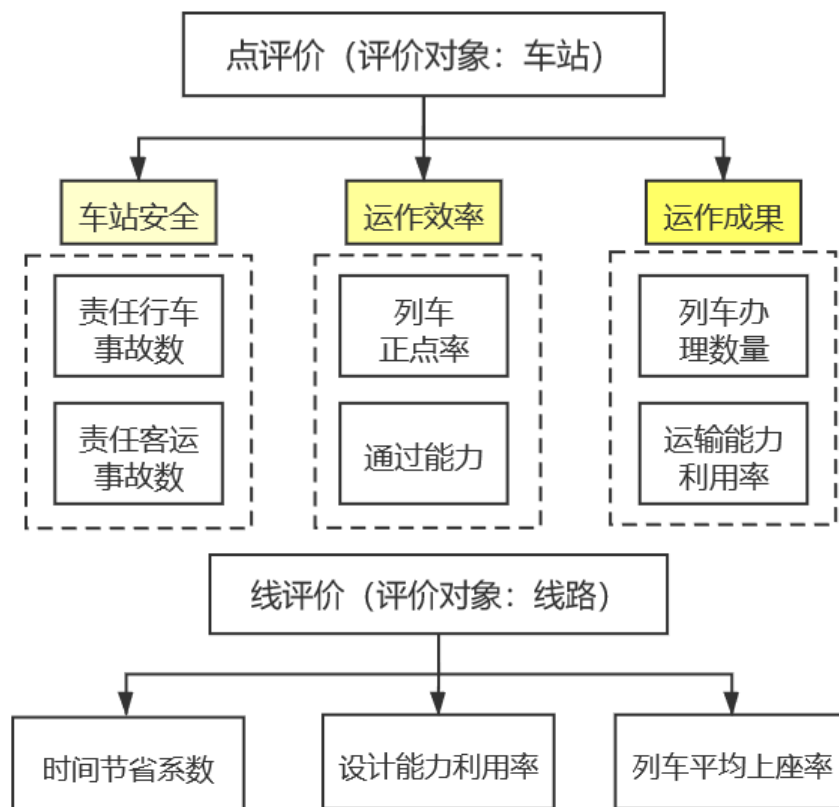 点评价（评价对象：车站）
车站安全
运作效率
运作成果
责任行车
事故数
列车
正点率
列车办
理数量
责任客运
事故数
通过能力
运输能力
利用率
线评价（评价对象：线路）
时间节省系数
设计能力利用率
列车平均上座率